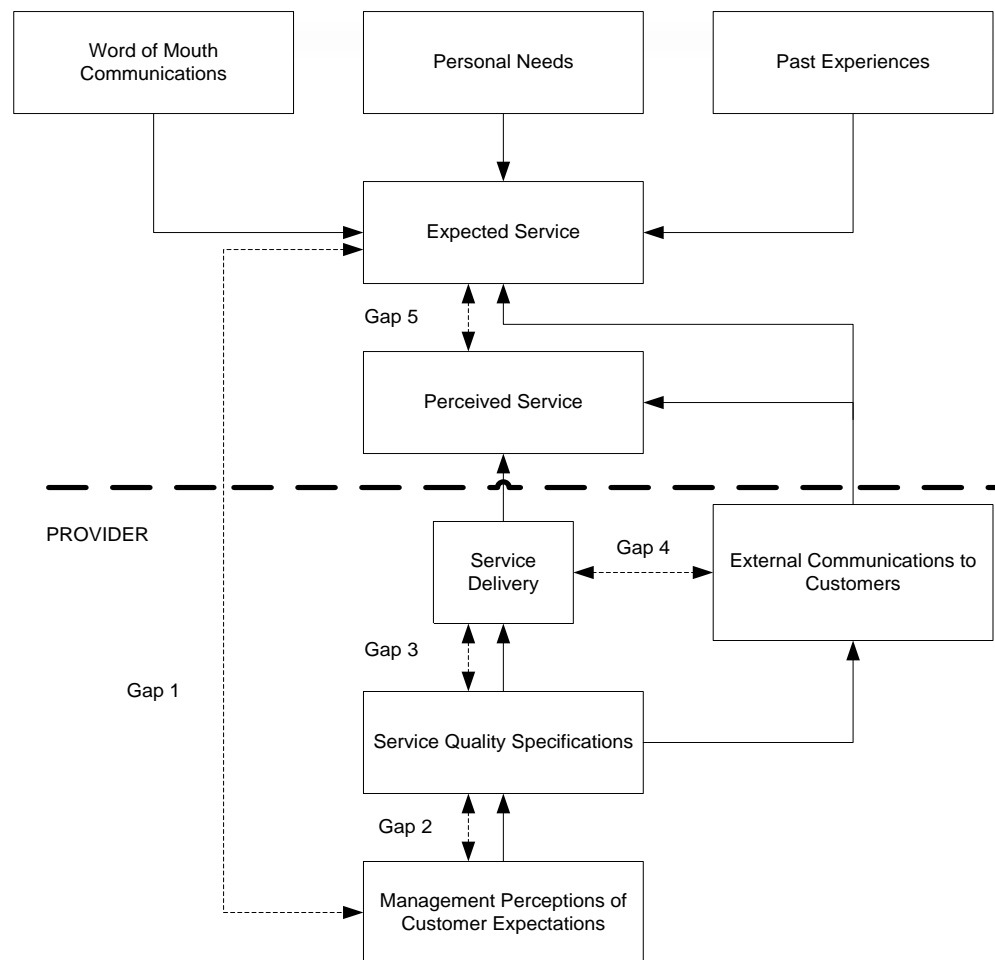 Word of Mouth
Communications
Personal Needs
Past Experiences
Expected Service
Gap 5
Perceived Service
PROVIDER
Service
Delivery
Gap 4
External Communications to
Customers
Gap 3
Gap 1
Service Quality Specifications
Gap 2
Management Perceptions of
Customer Expectations